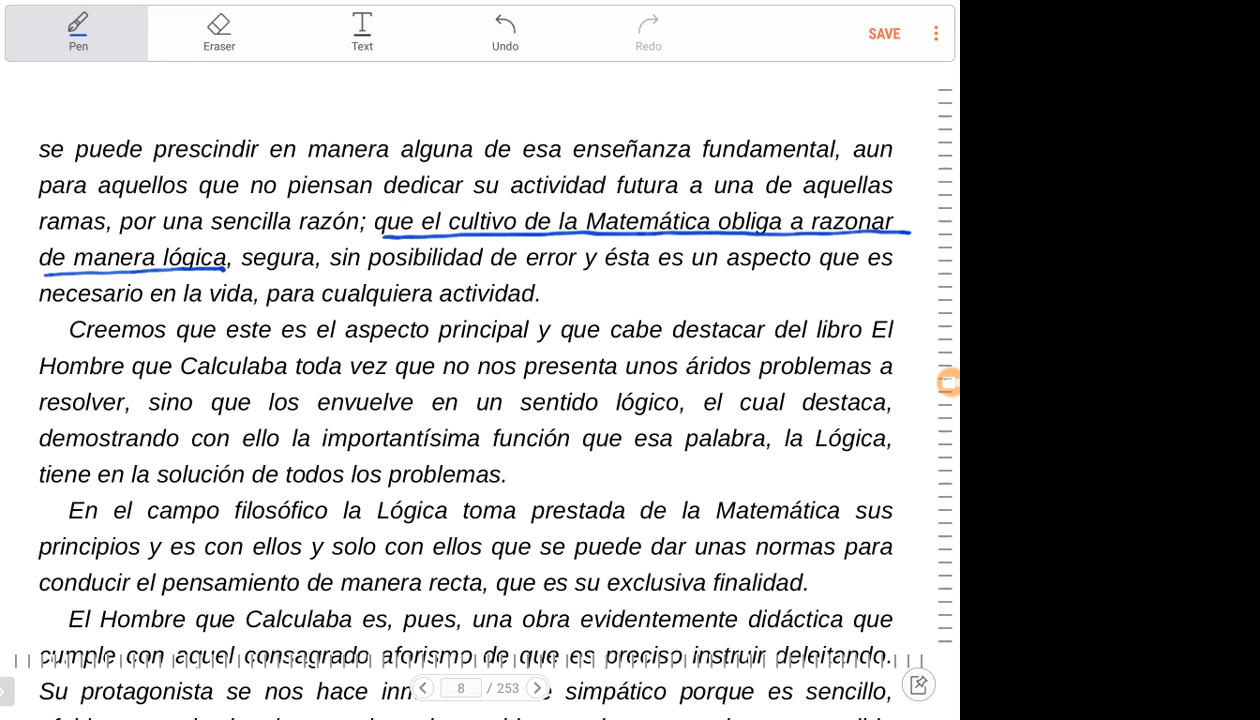 Pen Eraser Text Undo Redo SAVE
se puede prescindir en manera alguna de esa enseñanza fundamental, aun
para aquellos que no piensan dedicar su actividad futura a una de aquellas
ramas, por una sencilla razón; que el cultivo de la Matemática obliga a razonar
de manera lógica, segura, sin posibilidad de error y ésta es un aspecto que es
necesario en la vida, para cualquiera actividad.
Creemos que este es el aspecto principal y que cabe destacar del libro El
Hombre que Calculaba toda vez que no nos presenta unos áridos problemas a
resolver, sino que los envuelve en un sentido lógico, el cual destaca,
demostrando con ello la importantísima función que esa palabra, la Lógica,
tiene en la solución de todos los problemas.
En el campo filosófico la Lógica toma prestada de la Matemática sus
principios y es con ellos y solo con ellos que se puede dar unas normas para
conducir el pensamiento de manera recta, que es su exclusiva finalidad.
El Hombre que Calculaba es, pues, una obra evidentemente didáctica que
cumple con aquel consagrado aforismo de que es preciso instruir deleitando.
Su protagonista se nos hace simpático porque es sencillo,
8 / 253